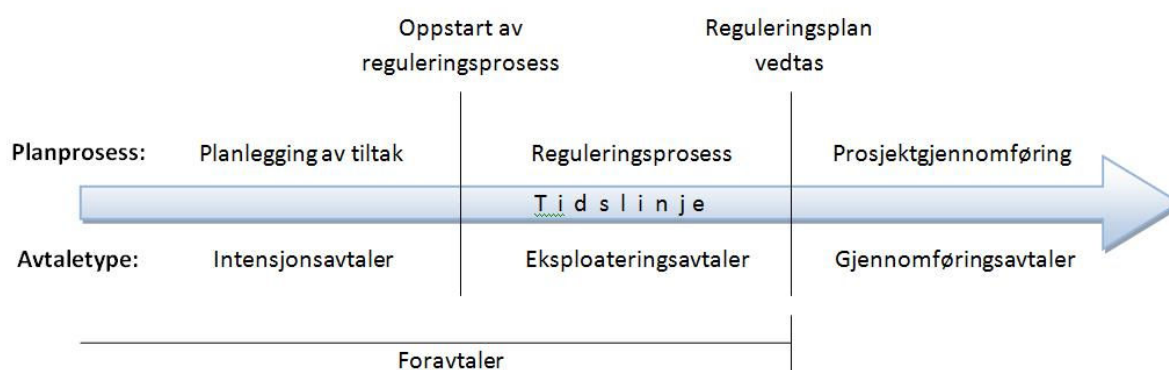 Oppstart av
reguleringsprosess
Reguleringsplan
vedtas
Planprosess: Planlegging av tiltak Reguleringsprosess Prosjektgjennomføring
Tidslinje
Avtaletype: Intensjonsavtaler Eksploateringsavtaler Gjennomføringsavtaler
Foravtaler